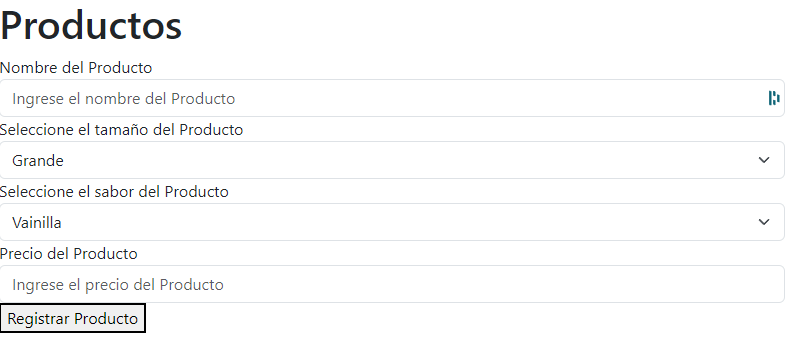 Productos
Nombre del Producto
Ingrese el nombre del Producto
Seleccione el tamaño del Producto
Grande
Seleccione el sabor del Producto
Vainilla
Precio del Producto
Ingrese el precio del Producto
Registrar Producto